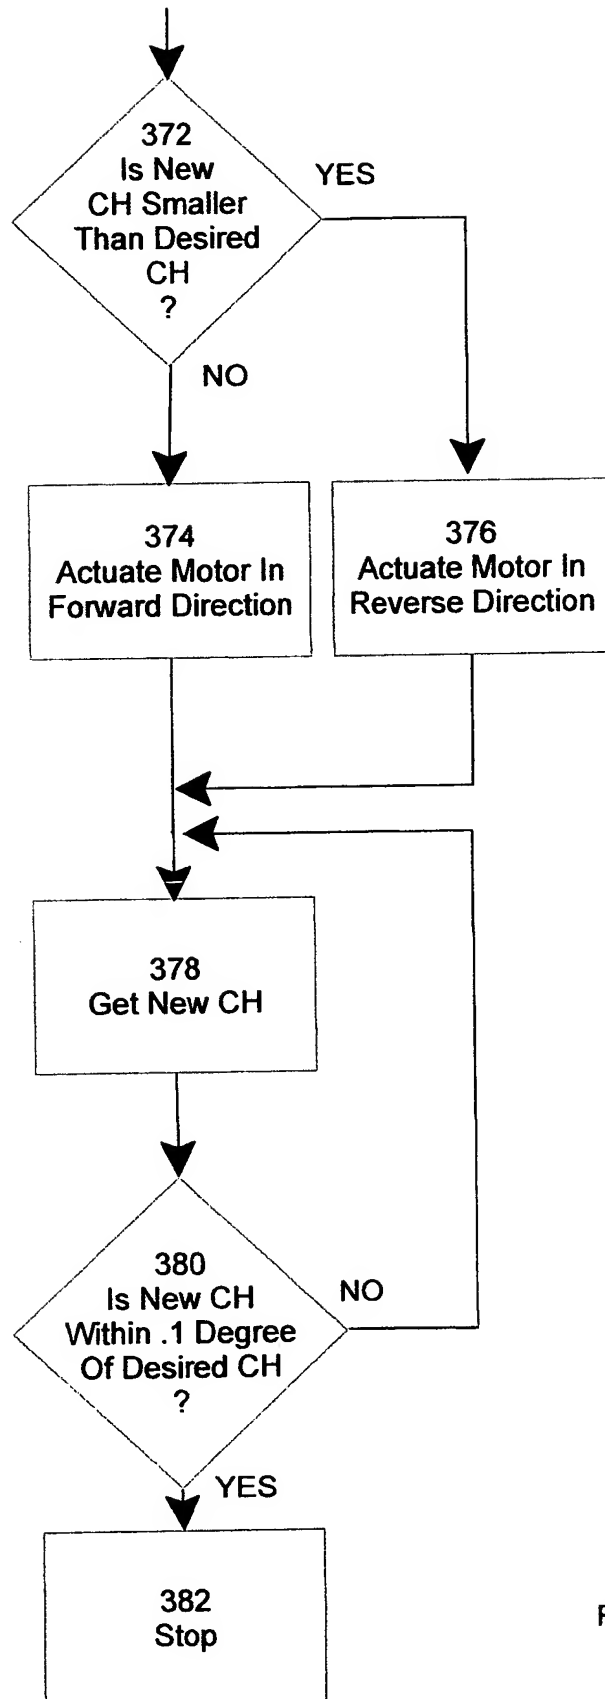 372
Is New
CH Smaller
Than Desired
CH
?
YES
NO
374
Actuate Motor In
Forward Direction
376
Actuate Motor In
Reverse Direction
378
Get New CH
380
Is New CH
Within .1 Degree
Of Desired CH
?
NO
YES
382
Stop
F